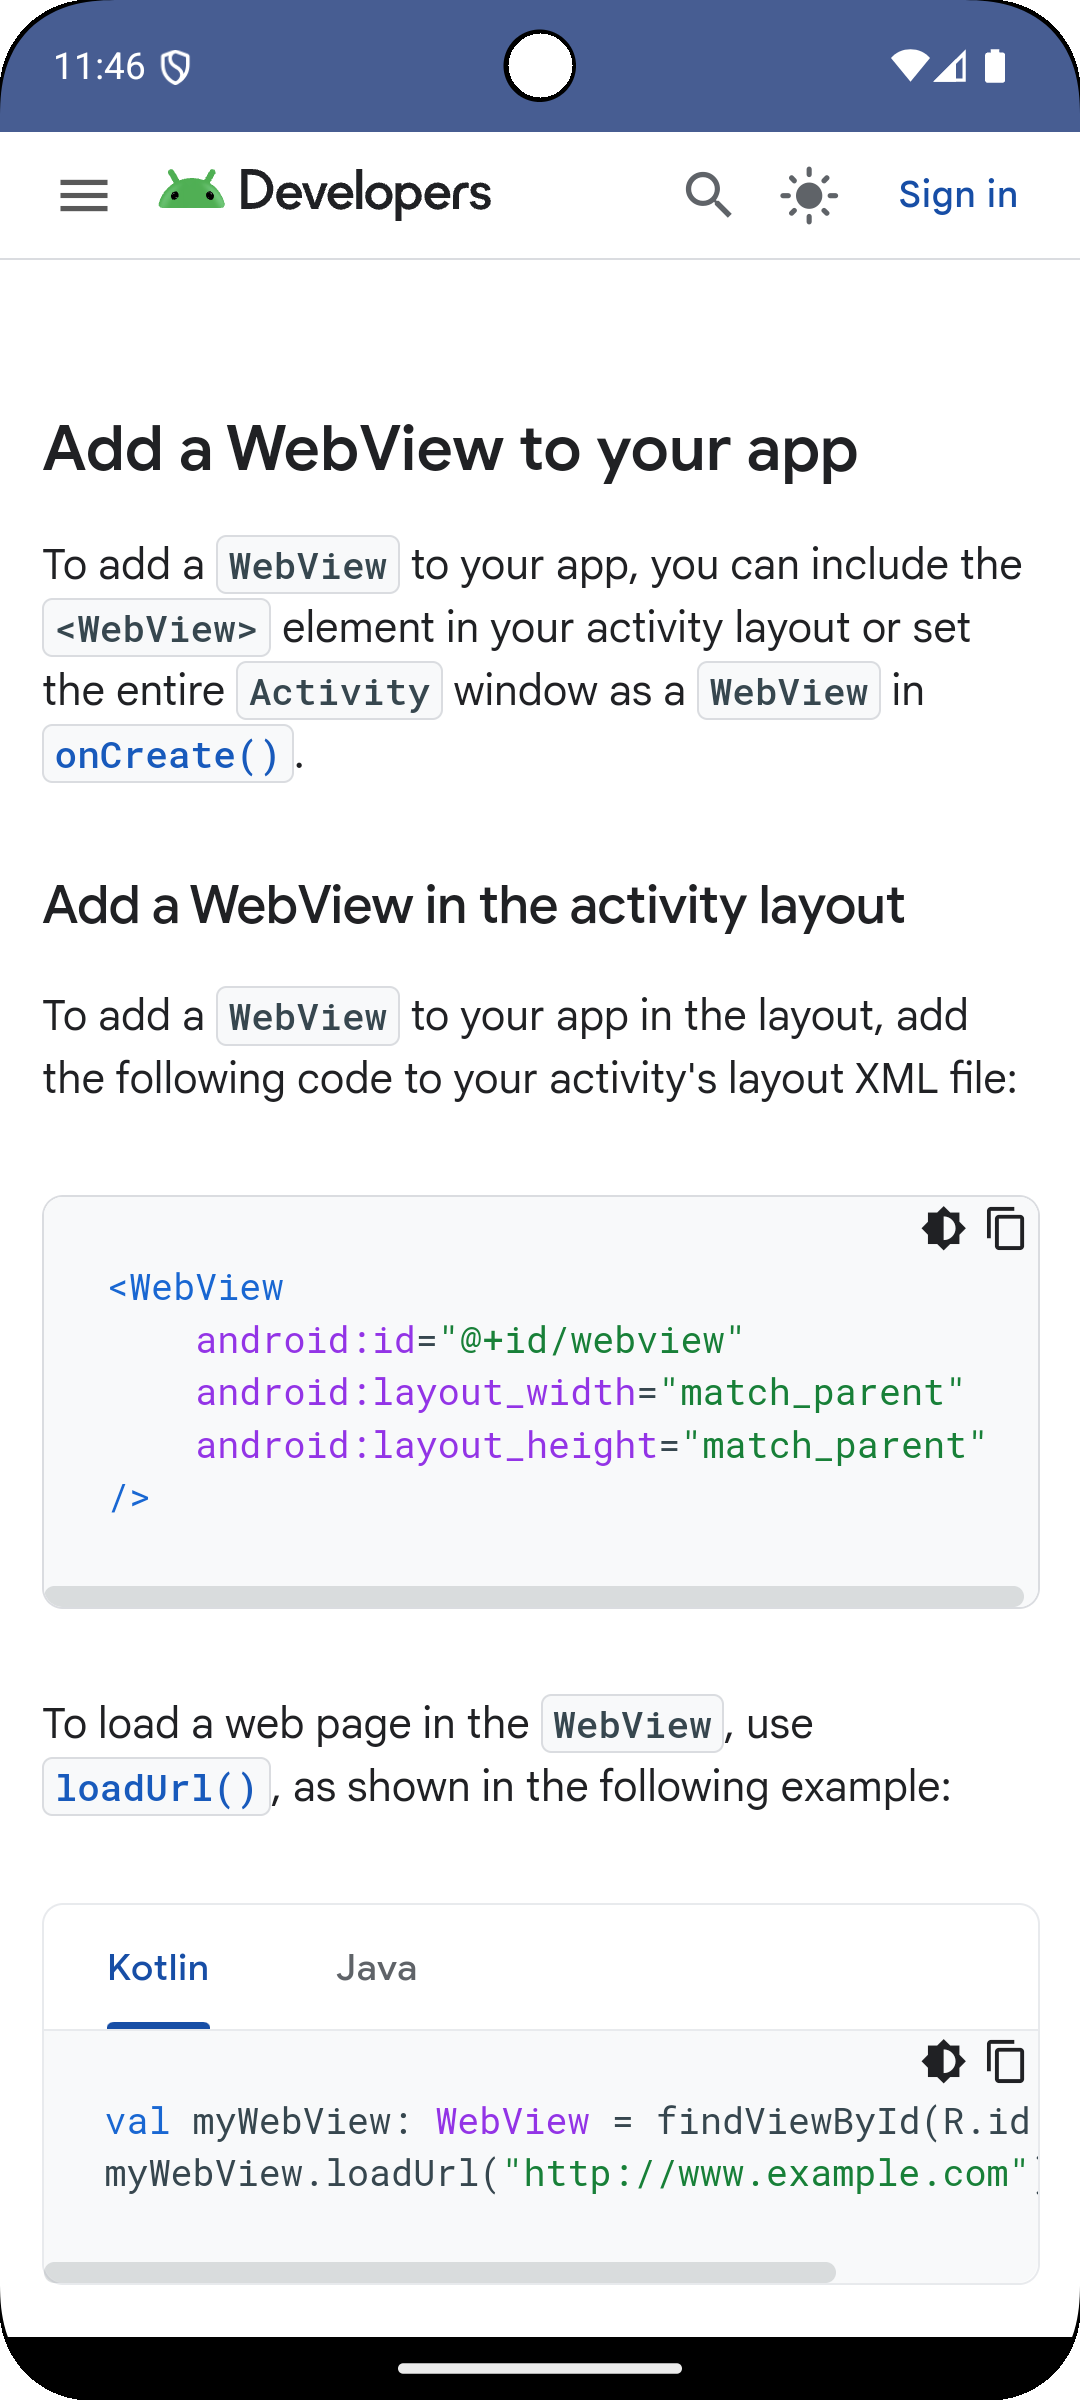 11:46
Developers
Sign in
Add a WebView to your app
To add a WebView to your app, you can include the
<WebView> element in your activity layout or set
the entire Activity window as a WebView in
onCreate().
Add a WebView in the activity layout
To add a WebView to your app in the layout, add
the following code to your activity's layout XML file:
<WebView
    android:id="@+id/webview"
    android:layout_width="match_parent"
    android:layout_height="match_parent"
/>
To load a web page in the WebView, use
loadUrl(), as shown in the following example:
Kotlin Java
val myWebView: WebView = findViewById(R.id
myWebView.loadUrl("http://www.example.com")